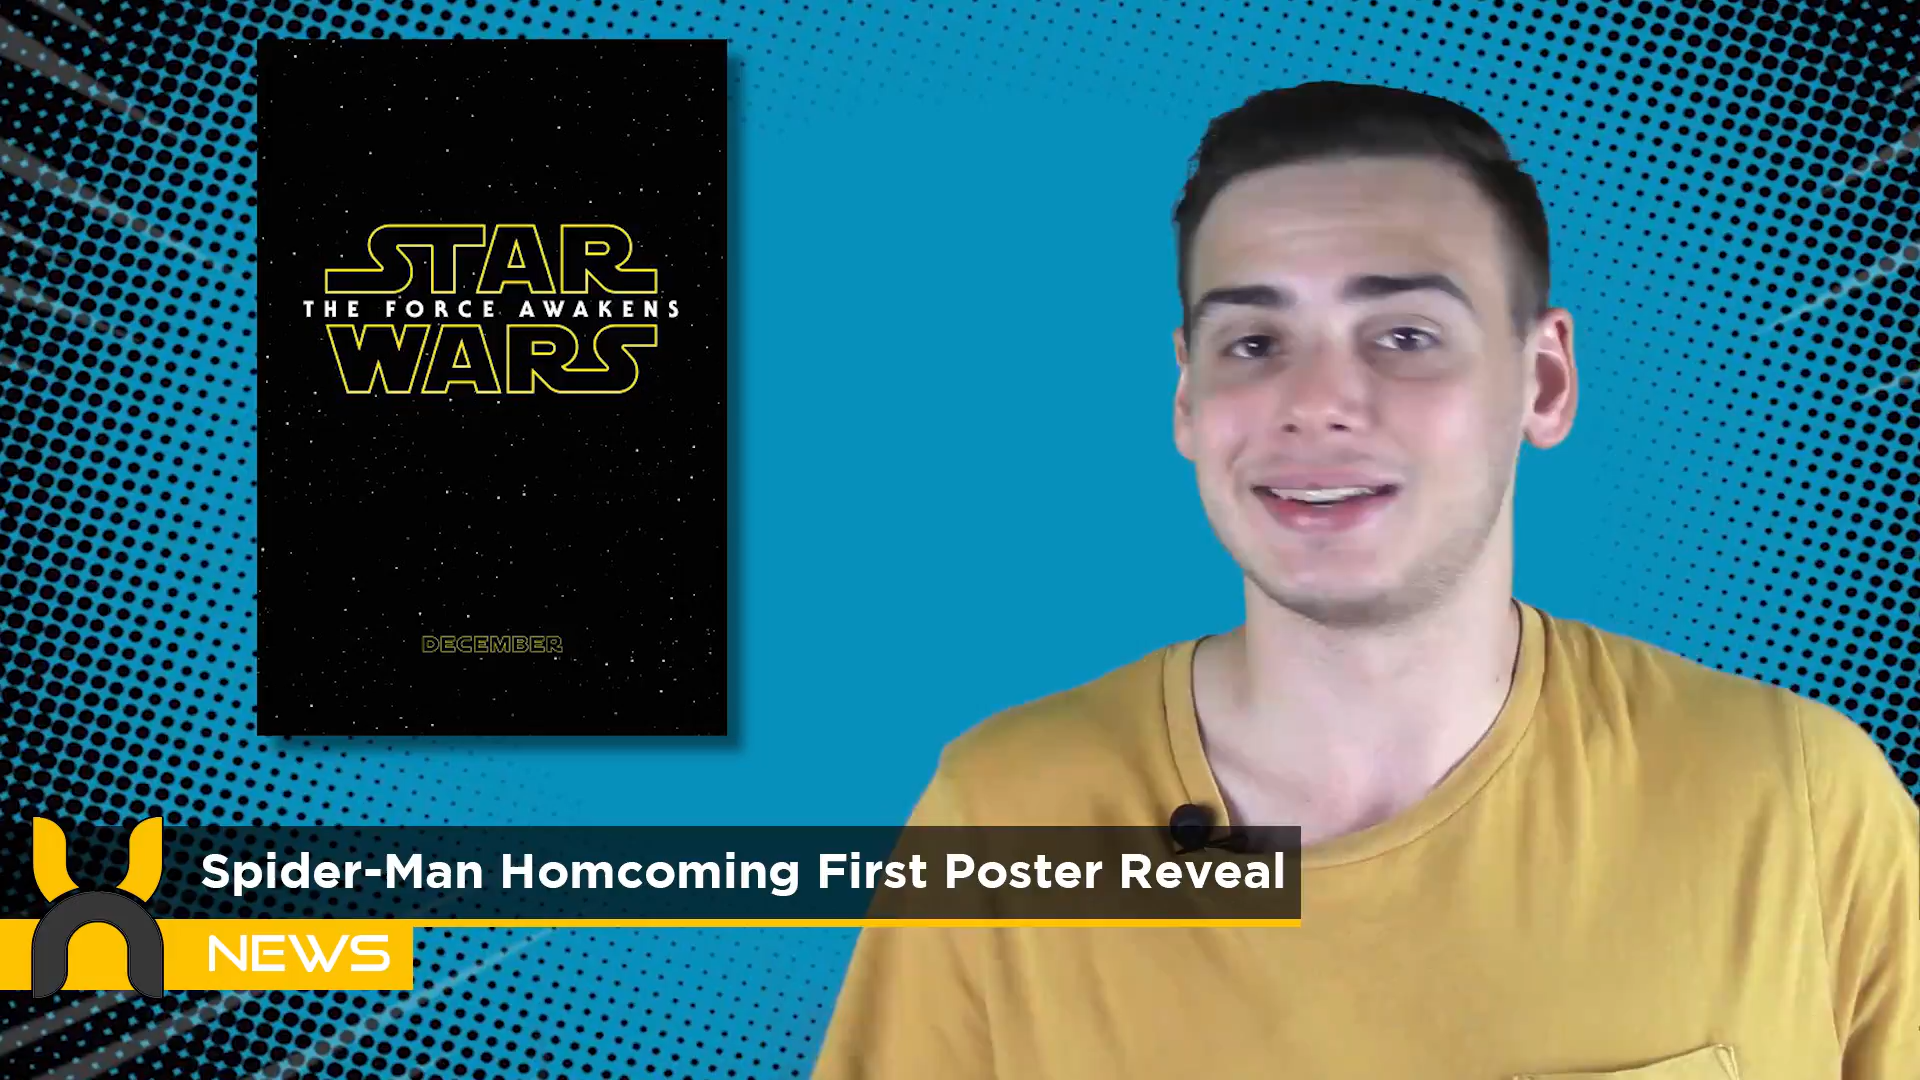 STAR
THE FORCE AWAKENS
WARS
DECEMBER
Spider-Man Homcoming First Poster Reveal
NEWS